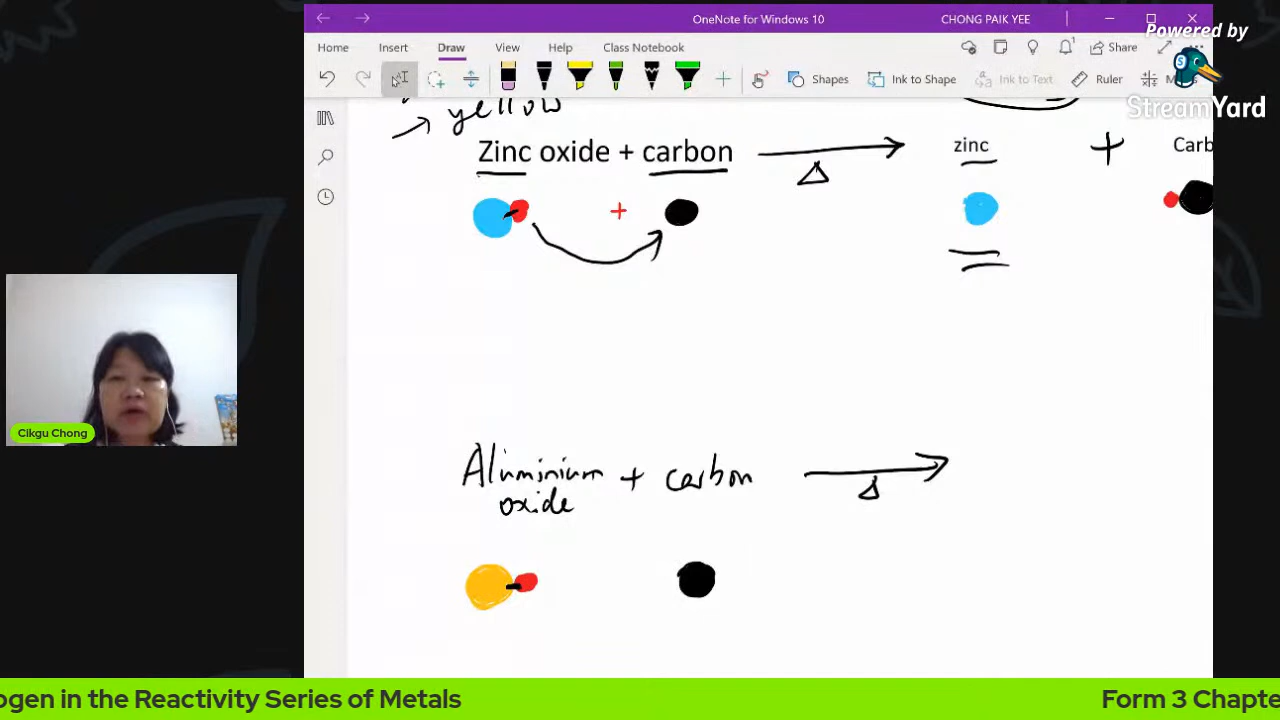 OneNote for Windows 10
CHONG PAIK YEE
Powered by
StreamYard
Home Insert Draw View Help Class Notebook
Share
Shapes Ink to Shape Ink to Text Ruler
yellow
Zinc oxide + carbon
Δ
zinc + Carb
+
Cikgu Chong
Aluminium + carbon
oxide
Δ
ogen in the Reactivity Series of Metals
Form 3 Chapte